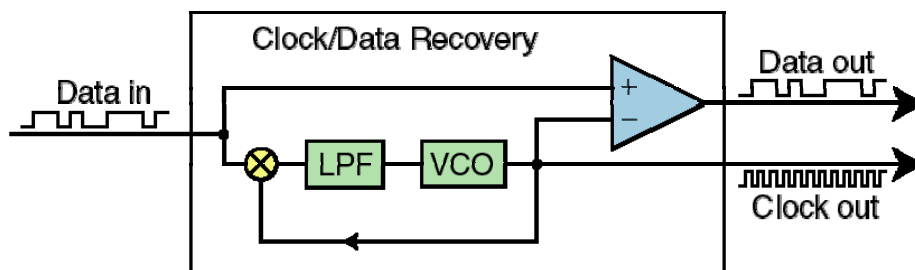 Clock/Data Recovery
Data in
Data out
+
−
LPF
VCO
Clock out